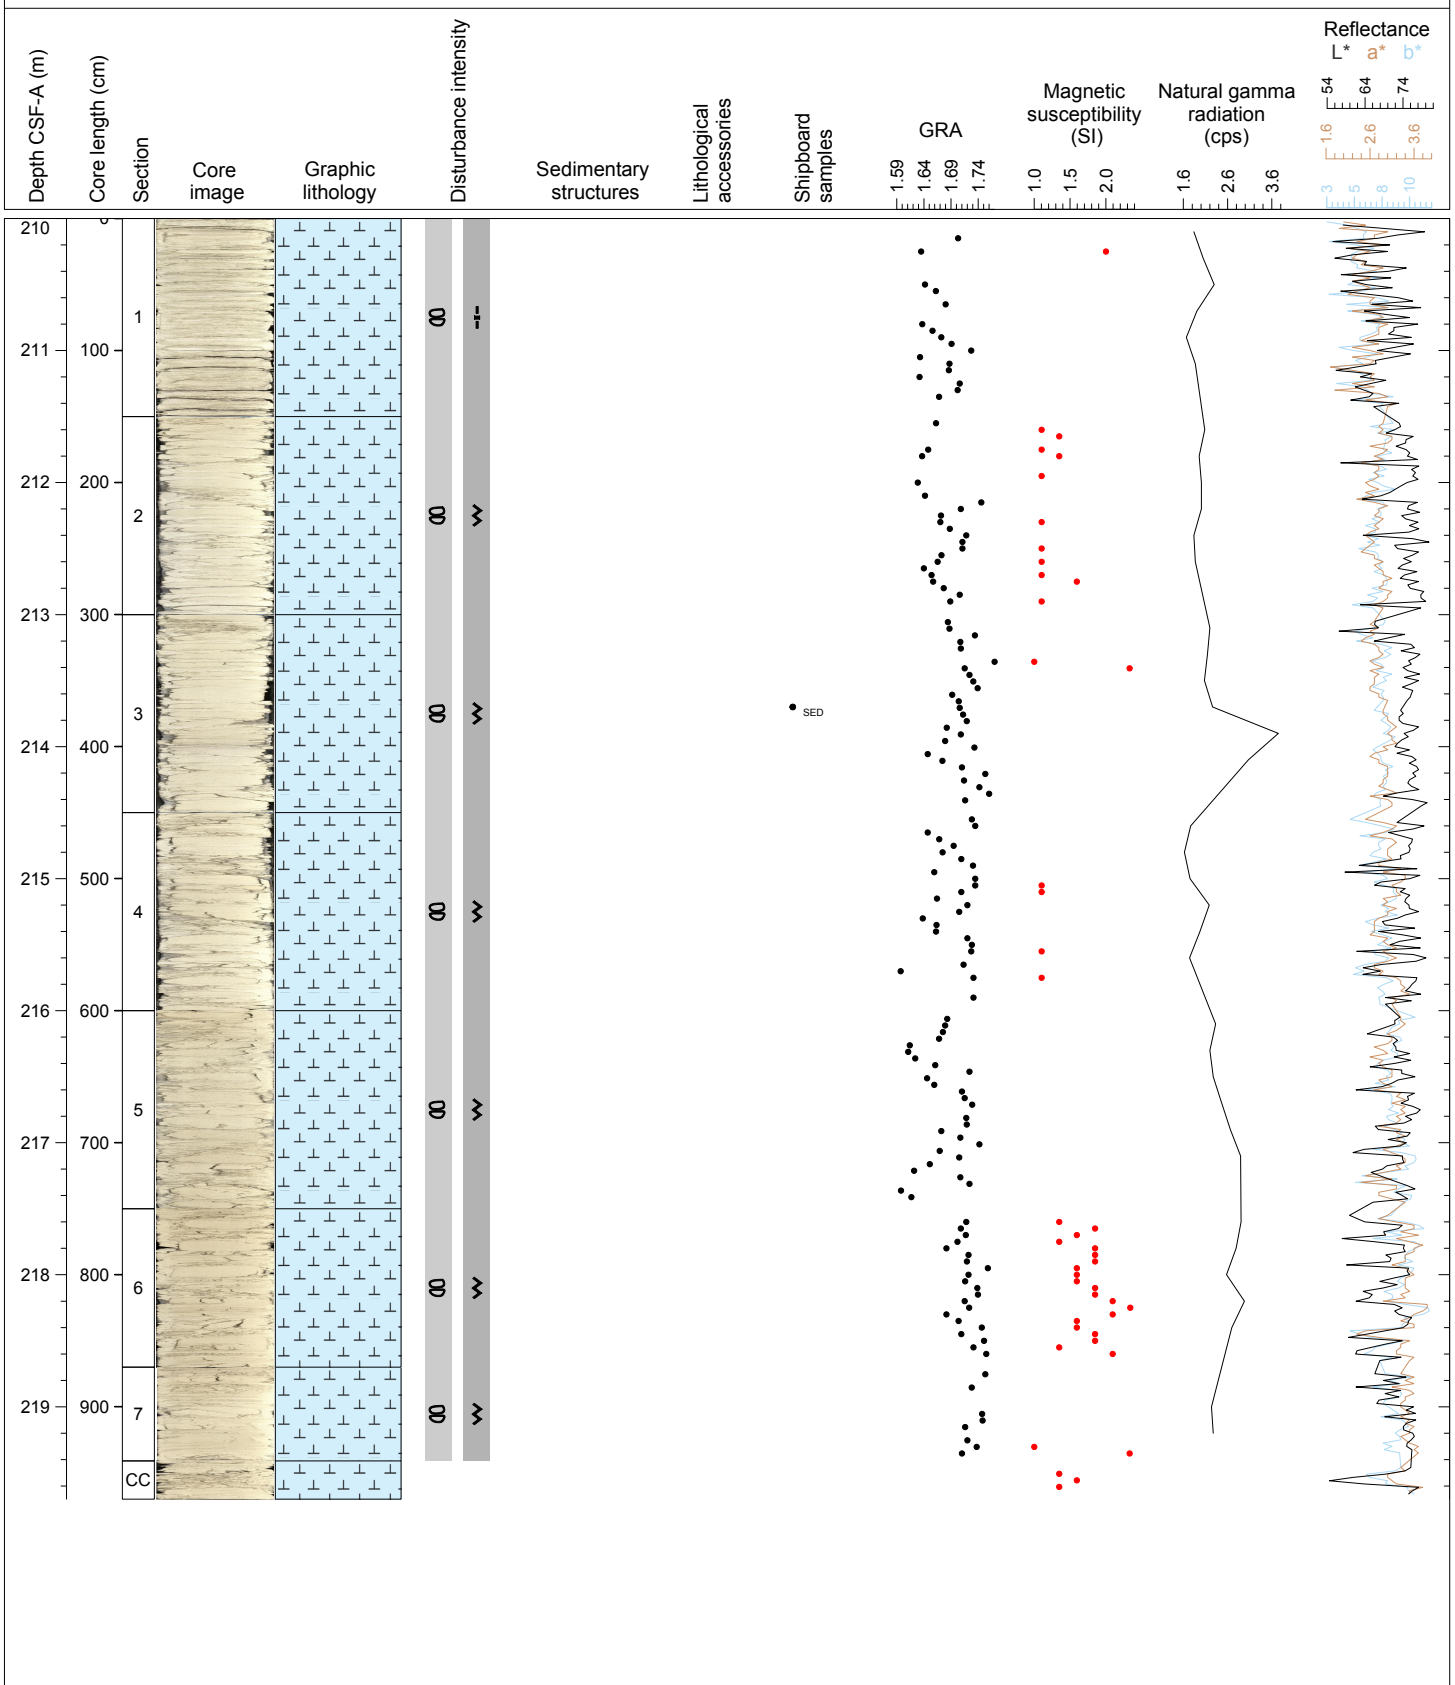 Depth CSF-A (m)
Core length (cm)
Section
Core
image
Graphic
lithology
Disturbance intensity
Sedimentary
structures
Lithological
accessories
Shipboard
samples
GRA
1.59
1.64
1.69
1.74
Magnetic
susceptibility
(SI)
1.0
1.5
2.0
Natural gamma
radiation
(cps)
1.6
2.6
3.6
Reflectance
L* a* b*
54
64
74
1.6
2.6
3.6
3
5
8
10
210
0
1
211
100
212
200
2
213
300
3
SED
214
400
215
500
4
216
600
5
217
700
218
800
6
219
900
7
CC